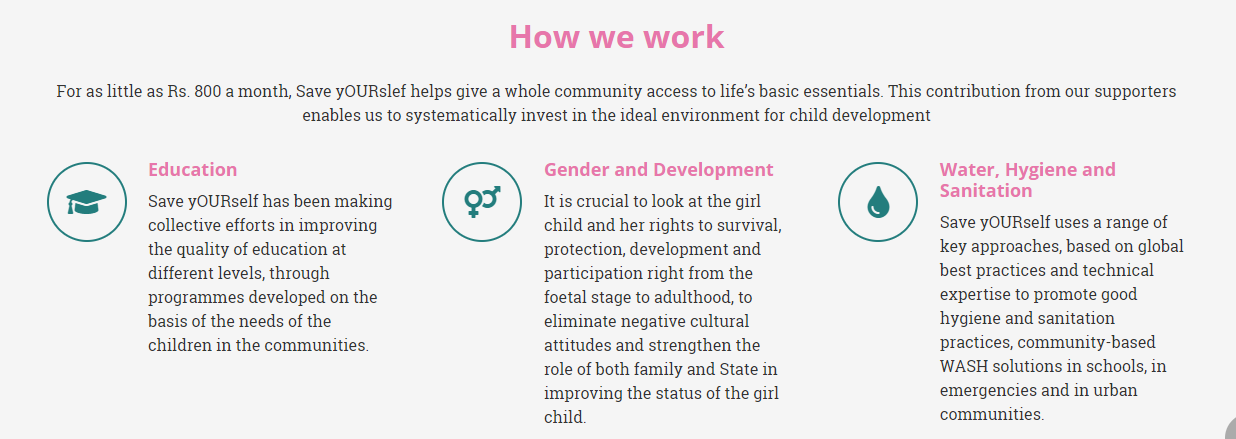 How we work
For as little as Rs. 800 a month, Save yOURslef helps give a whole community access to life’s basic essentials. This contribution from our supporters
enables us to systematically invest in the ideal environment for child development
Education
Save yOURself has been making
collective efforts in improving
the quality of education at
different levels, through
programmes developed on the
basis of the needs of the
children in the communities.
Gender and Development
It is crucial to look at the girl
child and her rights to survival,
protection, development and
participation right from the
foetal stage to adulthood, to
eliminate negative cultural
attitudes and strengthen the
role of both family and State in
improving the status of the girl
child.
Water, Hygiene and
Sanitation
Save yOURself uses a range of
key approaches, based on global
best practices and technical
expertise to promote good
hygiene and sanitation
practices, community-based
WASH solutions in schools, in
emergencies and in urban
communities.